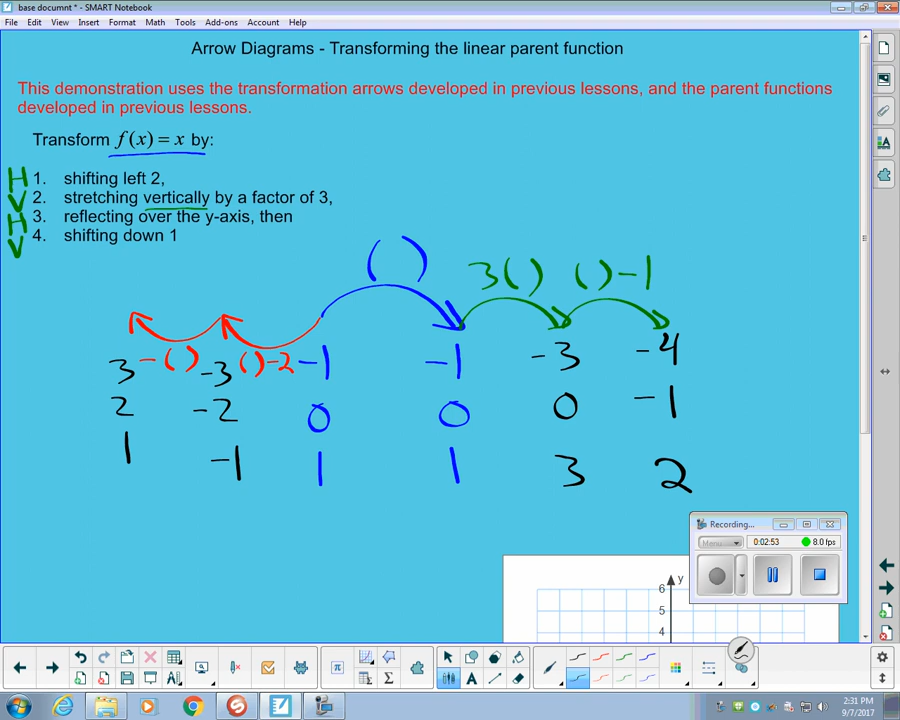 base documnt * - SMART Notebook
File Edit View Insert Format Math Tools Add-ons Account Help
Arrow Diagrams - Transforming the linear parent function
This demonstration uses the transformation arrows developed in previous lessons, and the parent functions
developed in previous lessons.
Transform f(x) = x by:
H 1. shifting left 2,
V 2. stretching vertically by a factor of 3,
H 3. reflecting over the y-axis, then
V 4. shifting down 1
( ) 3( ) ( )-1
-( ) ( )-2
3 -3 -1 -1 -3 -4
2 -2 0 0 0 -1
1 -1 1 1 3 2
Recording...
Menu 0:02:53 8.0 fps
y
6
5
4
2:31 PM
9/7/2017